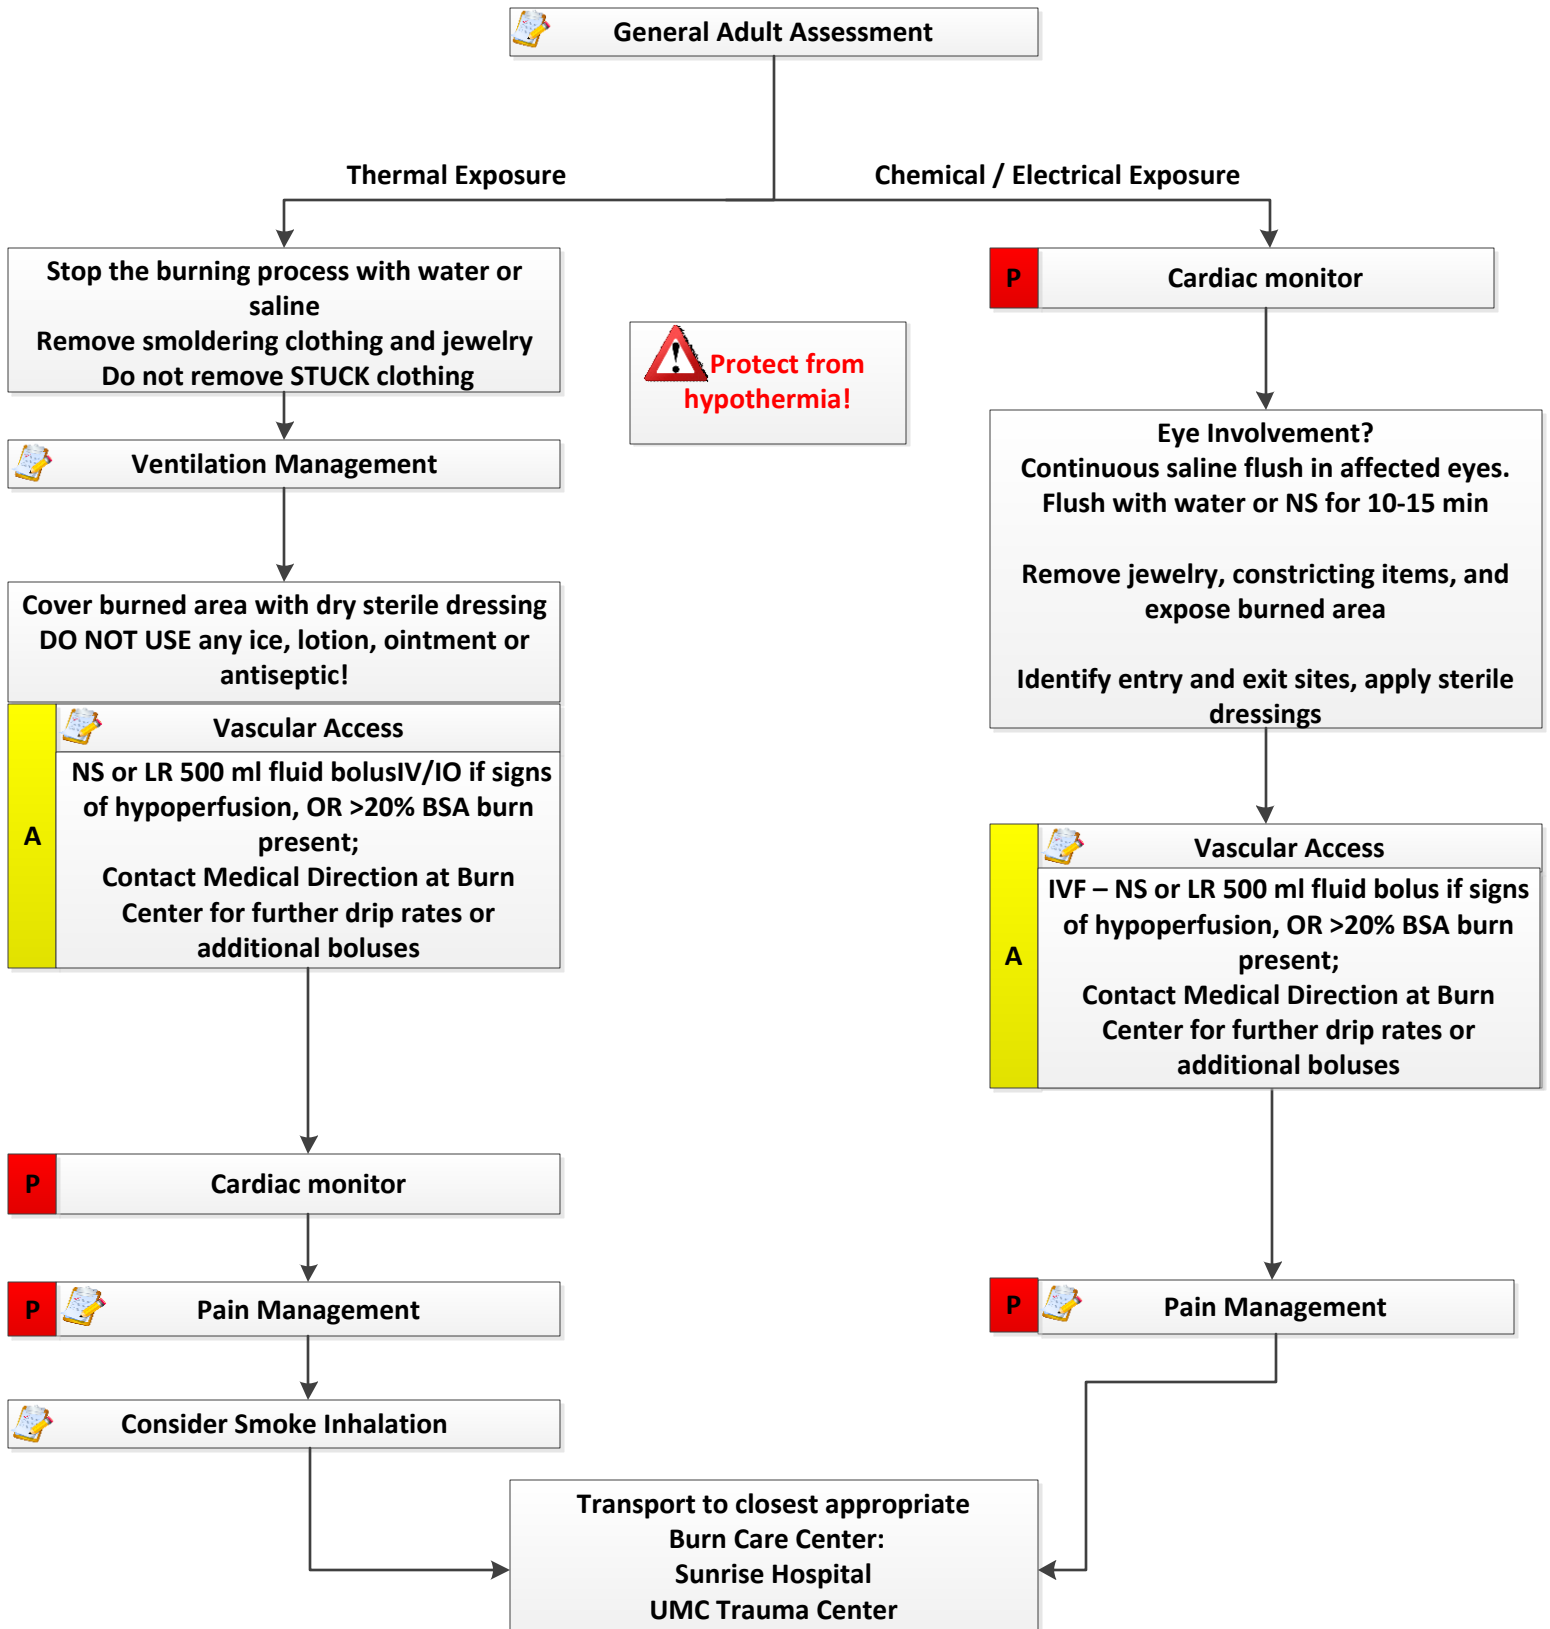 General Adult Assessment
Thermal Exposure
Chemical / Electrical Exposure
Stop the burning process with water or
saline
Remove smoldering clothing and jewelry
Do not remove STUCK clothing
P
Cardiac monitor
Protect from
hypothermia!
Ventilation Management
Eye Involvement?
Continuous saline flush in affected eyes.
Flush with water or NS for 10-15 min
Remove jewelry, constricting items, and
expose burned area
Identify entry and exit sites, apply sterile
dressings
Cover burned area with dry sterile dressing
DO NOT USE any ice, lotion, ointment or
antiseptic!
A
Vascular Access
NS or LR 500 ml fluid bolusIV/IO if signs
of hypoperfusion, OR >20% BSA burn
present;
Contact Medical Direction at Burn
Center for further drip rates or
additional boluses
A
Vascular Access
IVF – NS or LR 500 ml fluid bolus if signs
of hypoperfusion, OR >20% BSA burn
present;
Contact Medical Direction at Burn
Center for further drip rates or
additional boluses
P
Cardiac monitor
P
Pain Management
P
Pain Management
Consider Smoke Inhalation
Transport to closest appropriate
Burn Care Center:
Sunrise Hospital
UMC Trauma Center